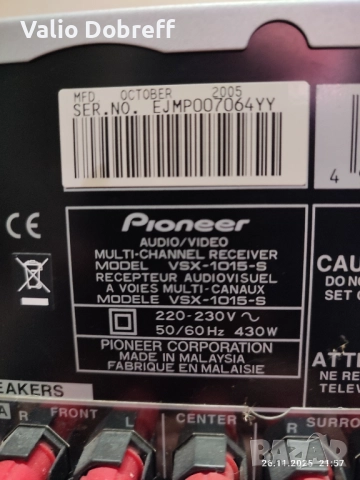 Valio Dobreff
MFD OCTOBER 2005
SER.NO. EJMP007064YY
4
CE
Pioneer
AUDIO/VIDEO
MULTI-CHANNEL RECEIVER
MODEL VSX-1015-S
RECEPTEUR AUDIOVISUEL
A VOIES MULTI-CANAUX
MODELE VSX-1015-S
220-230V ~
50/60Hz 430W
PIONEER CORPORATION
MADE IN MALAYSIA
FABRIQUE EN MALAISIE
CAU
DO NO
SET O
ATTE
NE RE
TELEV
EAKERS
A R FRONT L
CENTER
R SURRO
26.11.2025 21:57